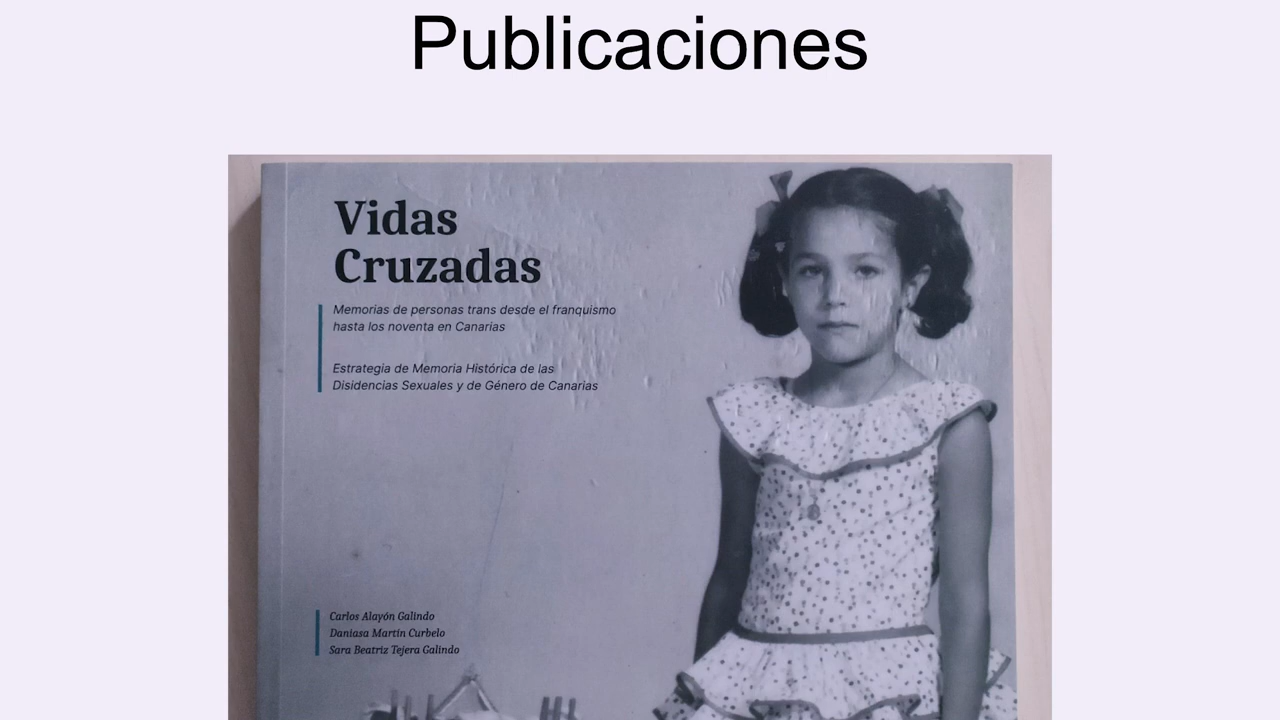 Publicaciones
Vidas
Cruzadas
Memorias de personas trans desde el franquismo
hasta los noventa en Canarias
Estrategia de Memoria Histórica de las
Disidencias Sexuales y de Género de Canarias
Carlos Alayón Galindo
Daniasa Martín Curbelo
Sara Beatriz Tejera Galindo